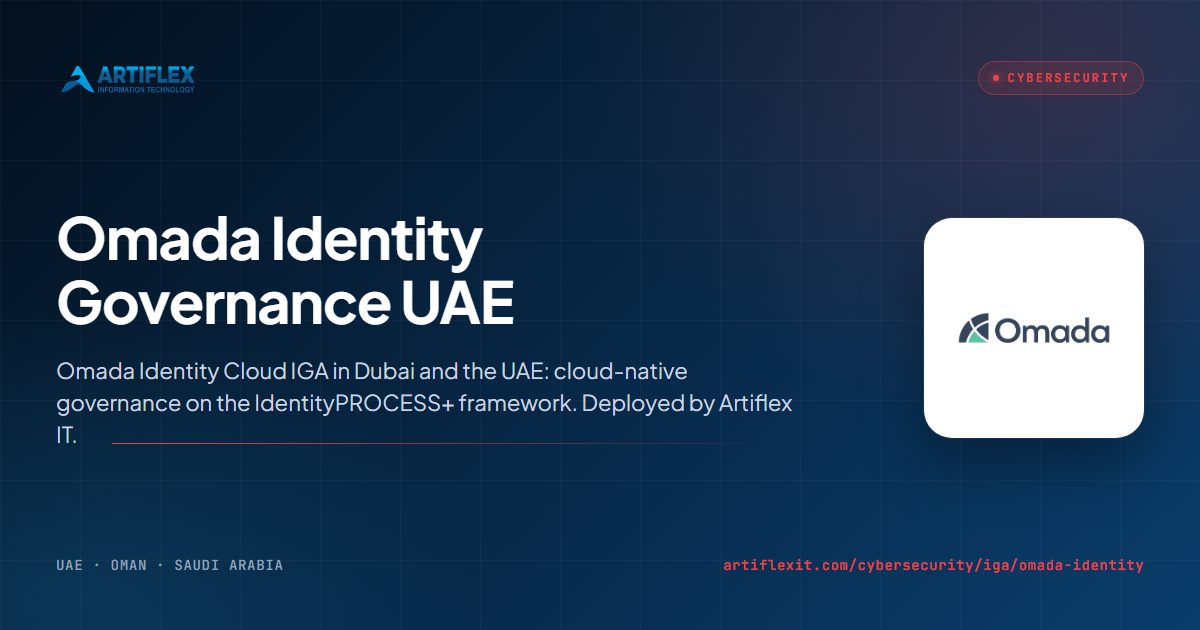 ARTIFLEX
INFORMATION TECHNOLOGY
CYBERSECURITY
Omada Identity
Governance UAE
Omada Identity Cloud IGA in Dubai and the UAE: cloud-native
governance on the IdentityPROCESS+ framework. Deployed by Artiflex
IT.
Omada
UAE · OMAN · SAUDI ARABIA
artiflexit.com/cybersecurity/iga/omada-identity